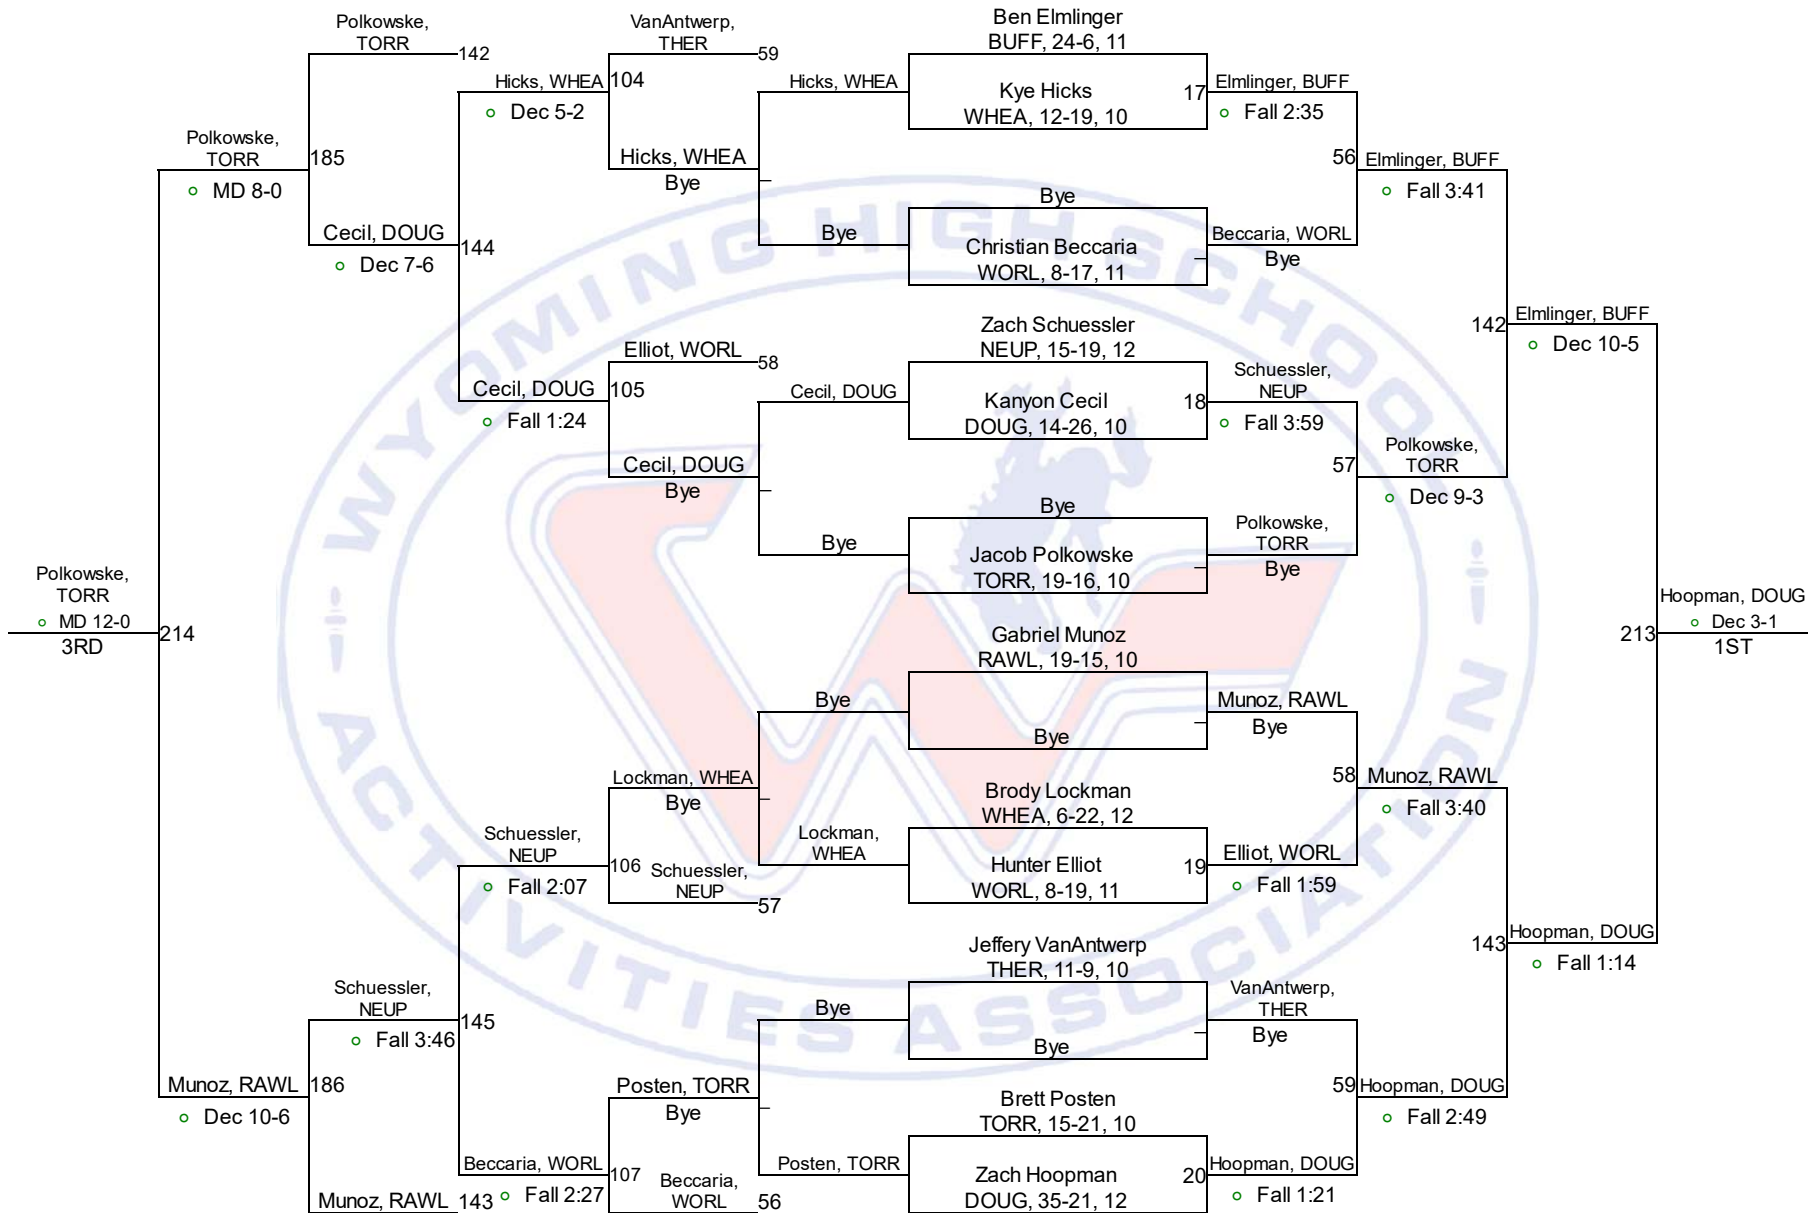 Polkowske,
TORR
142
VanAntwerp,
THER
59
Ben Elmlinger
BUFF, 24-6, 11
Hicks, WHEA
104
Dec 5-2
Hicks, WHEA
Kye Hicks
WHEA, 12-19, 10
17
Elmlinger, BUFF
Fall 2:35
Polkowske,
TORR
185
MD 8-0
Hicks, WHEA
Bye
56
Elmlinger, BUFF
Fall 3:41
Bye
Cecil, DOUG
144
Dec 7-6
Bye
Christian Beccaria
WORL, 8-17, 11
Beccaria, WORL
Bye
Elliot, WORL
58
Zach Schuessler
NEUP, 15-19, 12
142
Elmlinger, BUFF
Dec 10-5
Cecil, DOUG
105
Fall 1:24
Cecil, DOUG
Kanyon Cecil
DOUG, 14-26, 10
18
Schuessler,
NEUP
Fall 3:59
Cecil, DOUG
Bye
57
Polkowske,
TORR
Dec 9-3
Bye
Bye
Jacob Polkowske
TORR, 19-16, 10
Polkowske,
TORR
Bye
Polkowske,
TORR
MD 12-0
3RD
214
Gabriel Munoz
RAWL, 19-15, 10
213
Hoopman, DOUG
Dec 3-1
1ST
Bye
Bye
Munoz, RAWL
Bye
Lockman, WHEA
Bye
Brody Lockman
WHEA, 6-22, 12
58
Munoz, RAWL
Fall 3:40
Schuessler,
NEUP
Fall 2:07
106
Schuessler,
NEUP
57
Lockman,
WHEA
Hunter Elliot
WORL, 8-19, 11
19
Elliot, WORL
Fall 1:59
Jeffery VanAntwerp
THER, 11-9, 10
143
Hoopman, DOUG
Fall 1:14
Schuessler,
NEUP
145
Fall 3:46
Bye
Bye
VanAntwerp,
THER
Bye
Munoz, RAWL
186
Dec 10-6
Posten, TORR
Bye
Brett Posten
TORR, 15-21, 10
59
Hoopman, DOUG
Fall 2:49
Beccaria, WORL
107
Fall 2:27
Beccaria,
WORL
56
Posten, TORR
Zach Hoopman
DOUG, 35-21, 12
20
Hoopman, DOUG
Fall 1:21
Munoz, RAWL
143
WYOMING HIGH SCHOOL
ACTIVITIES ASSOCIATION